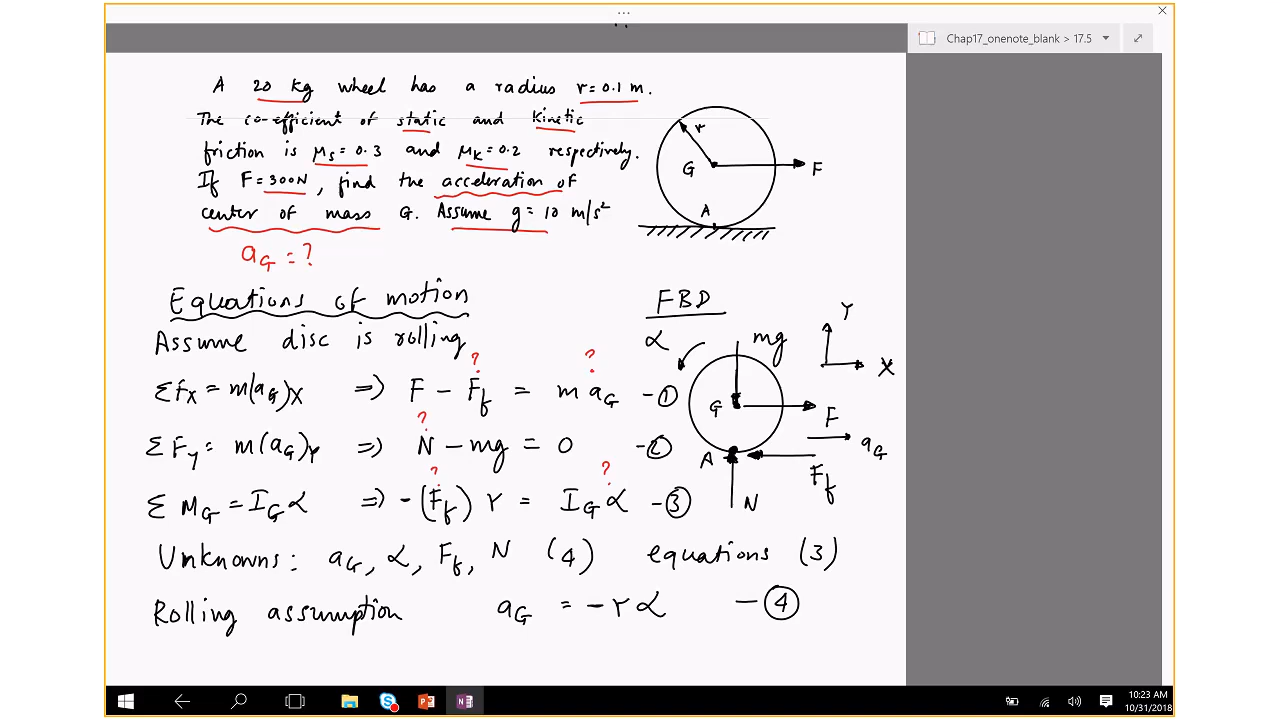 Chap17_onenote_blank > 17.5
A 20 kg wheel has a radius r = 0.1 m.
The co-efficient of static and kinetic
friction is μs = 0.3 and μk = 0.2 respectively.
If F = 300N, find the acceleration of
center of mass G. Assume g = 10 m/s²
r
G
F
A
aG = ?
Equations of motion
FBD
Assume disc is rolling
α
mg
Y
X
ΣFx = m(aG)x => F - Ff = m aG - ①
? ?
G
F
aG
ΣFy = m(aG)y => N - mg = 0 - ②
?
A
Ff
N
ΣMG = IG α => -(Ff) r = IG α - ③
? ?
Unknowns: aG, α, Ff, N (4) equations (3)
Rolling assumption aG = - r α - ④
10:23 AM
10/31/2018